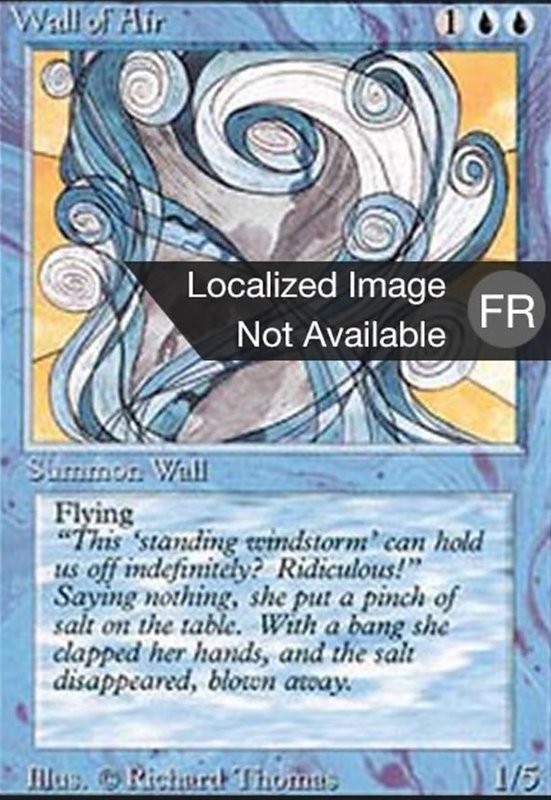 Wall of Air 1
Localized Image
Not Available
FR
Summon Wall
Flying
“This ‘standing windstorm’ can hold
us off indefinitely? Ridiculous!”
Saying nothing, she put a pinch of
salt on the table. With a bang she
clapped her hands, and the salt
disappeared, blown away.
Illus. © Richard Thomas 1/5